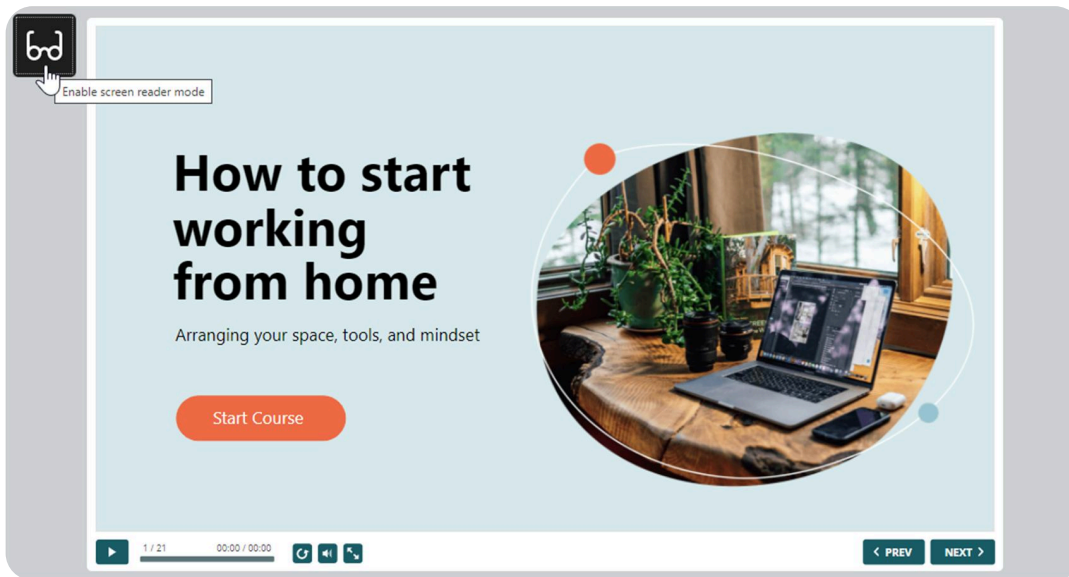 Enable screen reader mode
How to start
working
from home
Arranging your space, tools, and mindset
Start Course
1 / 21
00:00 / 00:00
PREV
NEXT